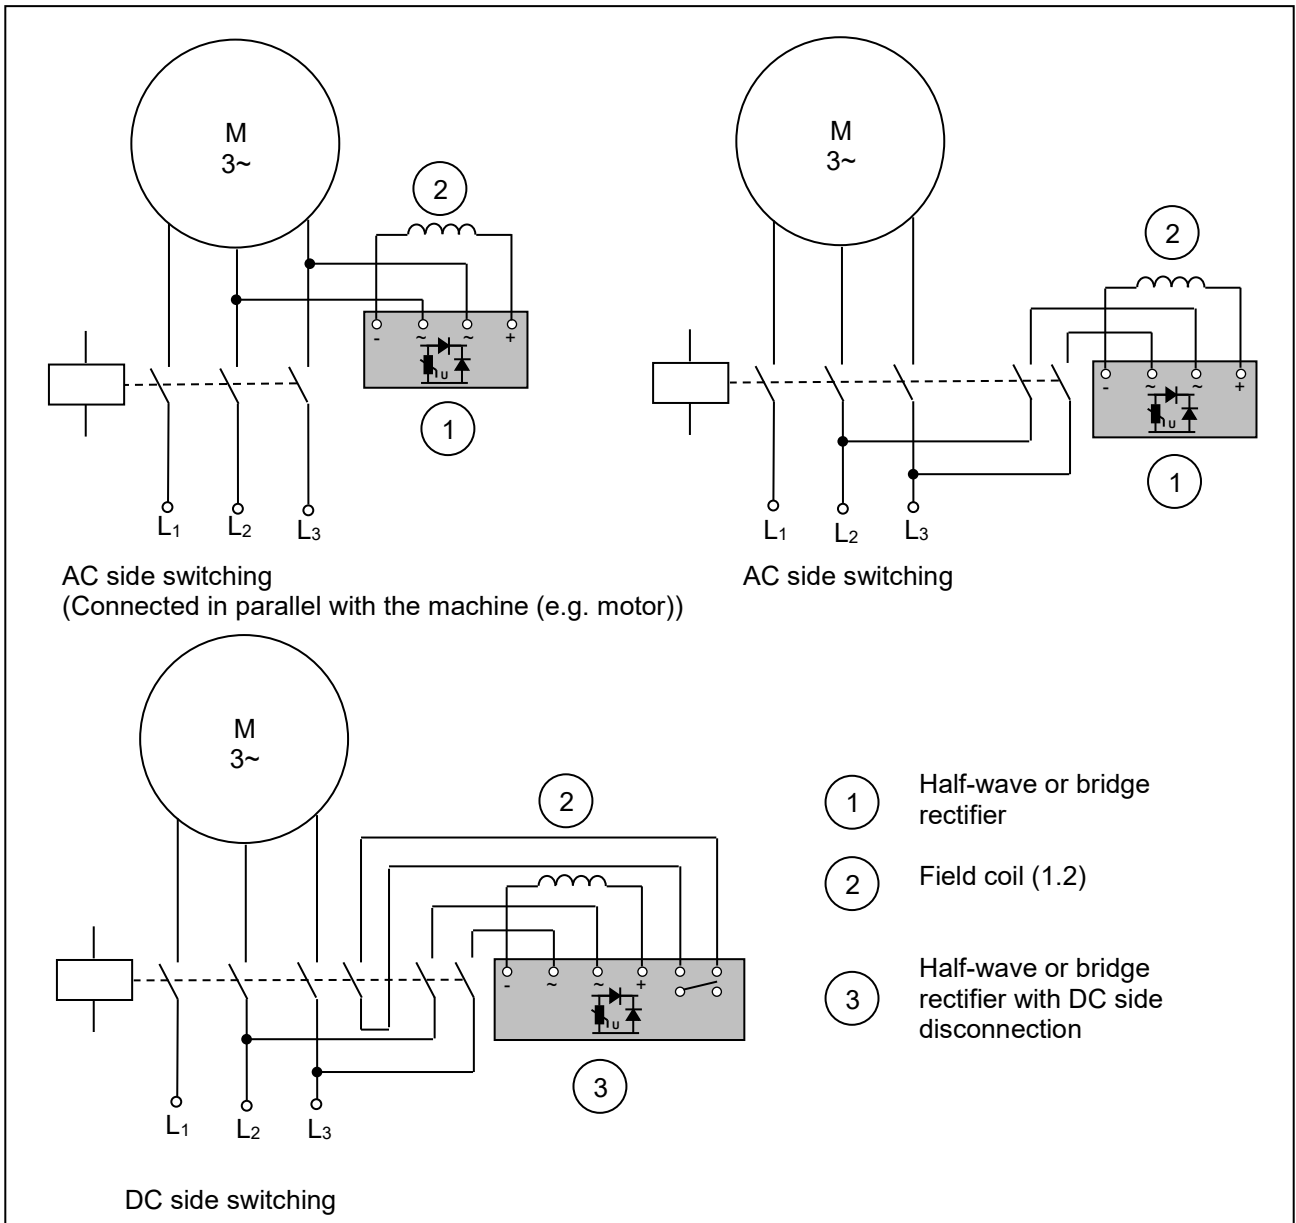 M
3~
2
-
~
~
+
U
1
L1
L2
L3
AC side switching
(Connected in parallel with the machine (e.g. motor))
M
3~
2
-
~
~
+
U
1
L1
L2
L3
AC side switching
M
3~
2
-
~
~
+
U
3
L1
L2
L3
DC side switching
1
Half-wave or bridge
rectifier
2
Field coil (1.2)
3
Half-wave or bridge
rectifier with DC side
disconnection